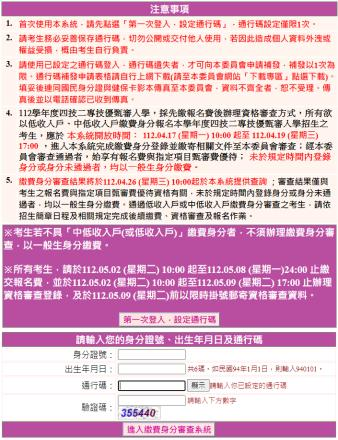 注意事項
1. 首次使用本系統，請先點選「第一次登入，設定通行碼」，通行碼設定僅限1次。
2. 請考生務必妥善保存通行碼，切勿公開或交付他人使用，若因此造成個人資料外洩或
權益受損，概由考生自行負責。
3. 請使用已設定之通行碼登入，通行碼遺失者，才可向本委員會申請補發，補發以1次為
限，通行碼補發申請表格請自行上網下載(請至本委員會網站「下載專區」點選下載)。
填妥後連同國民身分證與健保卡影本傳真至本委員會，資料不齊全者，恕不受理，傳
真後並以電話確認已收到傳真。
4. 112學年度四技二專技優甄審入學，採先繳報名費後辦理資格審查方式，所有欲
以低收入戶、中低收入戶繳費身分報名本學年度四技二專技優甄審入學招生之
考生，應於 本系統開放時間： 112.04.17 (星期一) 10:00 起至 04.19 (星期三)
17:00 ，進入本系統完成繳費身分登錄並繳寄相關文件至本委員會審查；經本委
員會審查通過者，始享有報名費與指定項目甄審費優待； 未於規定時間內登錄
身分或身分未通過者，均以一般生身分繳費。
5. 繳費身分審查結果將於112.04.26 (星期三) 10:00起於本系統提供查詢 ；審查結果僅與
考生之報名費與指定項目甄審費優待資格有關，未於規定時間內登錄身分或身分未通
過者，均以一般生身分繳費。通過低收入戶或中低收入戶繳費身分審查之考生，請依
招生簡章日程及相關規定完成後續繳費、資格審查及報名作業。
※考生若不具「中低收入戶(或低收入戶)」繳費身分者，不須辦理繳費身分審
查，以一般生身分繳費。
※所有考生，請於112.05.02 (星期二) 10:00 起至112.05.08 (星期一)24:00 止繳
交報名費，並於112.05.02 (星期二) 10:00 起至112.05.09 (星期二) 17:00 止辦理
資格審查登錄，及於112.05.09 (星期二)前以限時掛號郵寄資格審查資料。
第一次登入，設定通行碼
請輸入您的身分證號、出生年月日及通行碼
身分證號：
出生年月日： 共6碼，如民國94年1月1日，則輸入940101。
通行碼： 顯示 請輸入你已設定的通行碼
驗證碼： 請輸入下方數字
355440
進入繳費身分審查系統